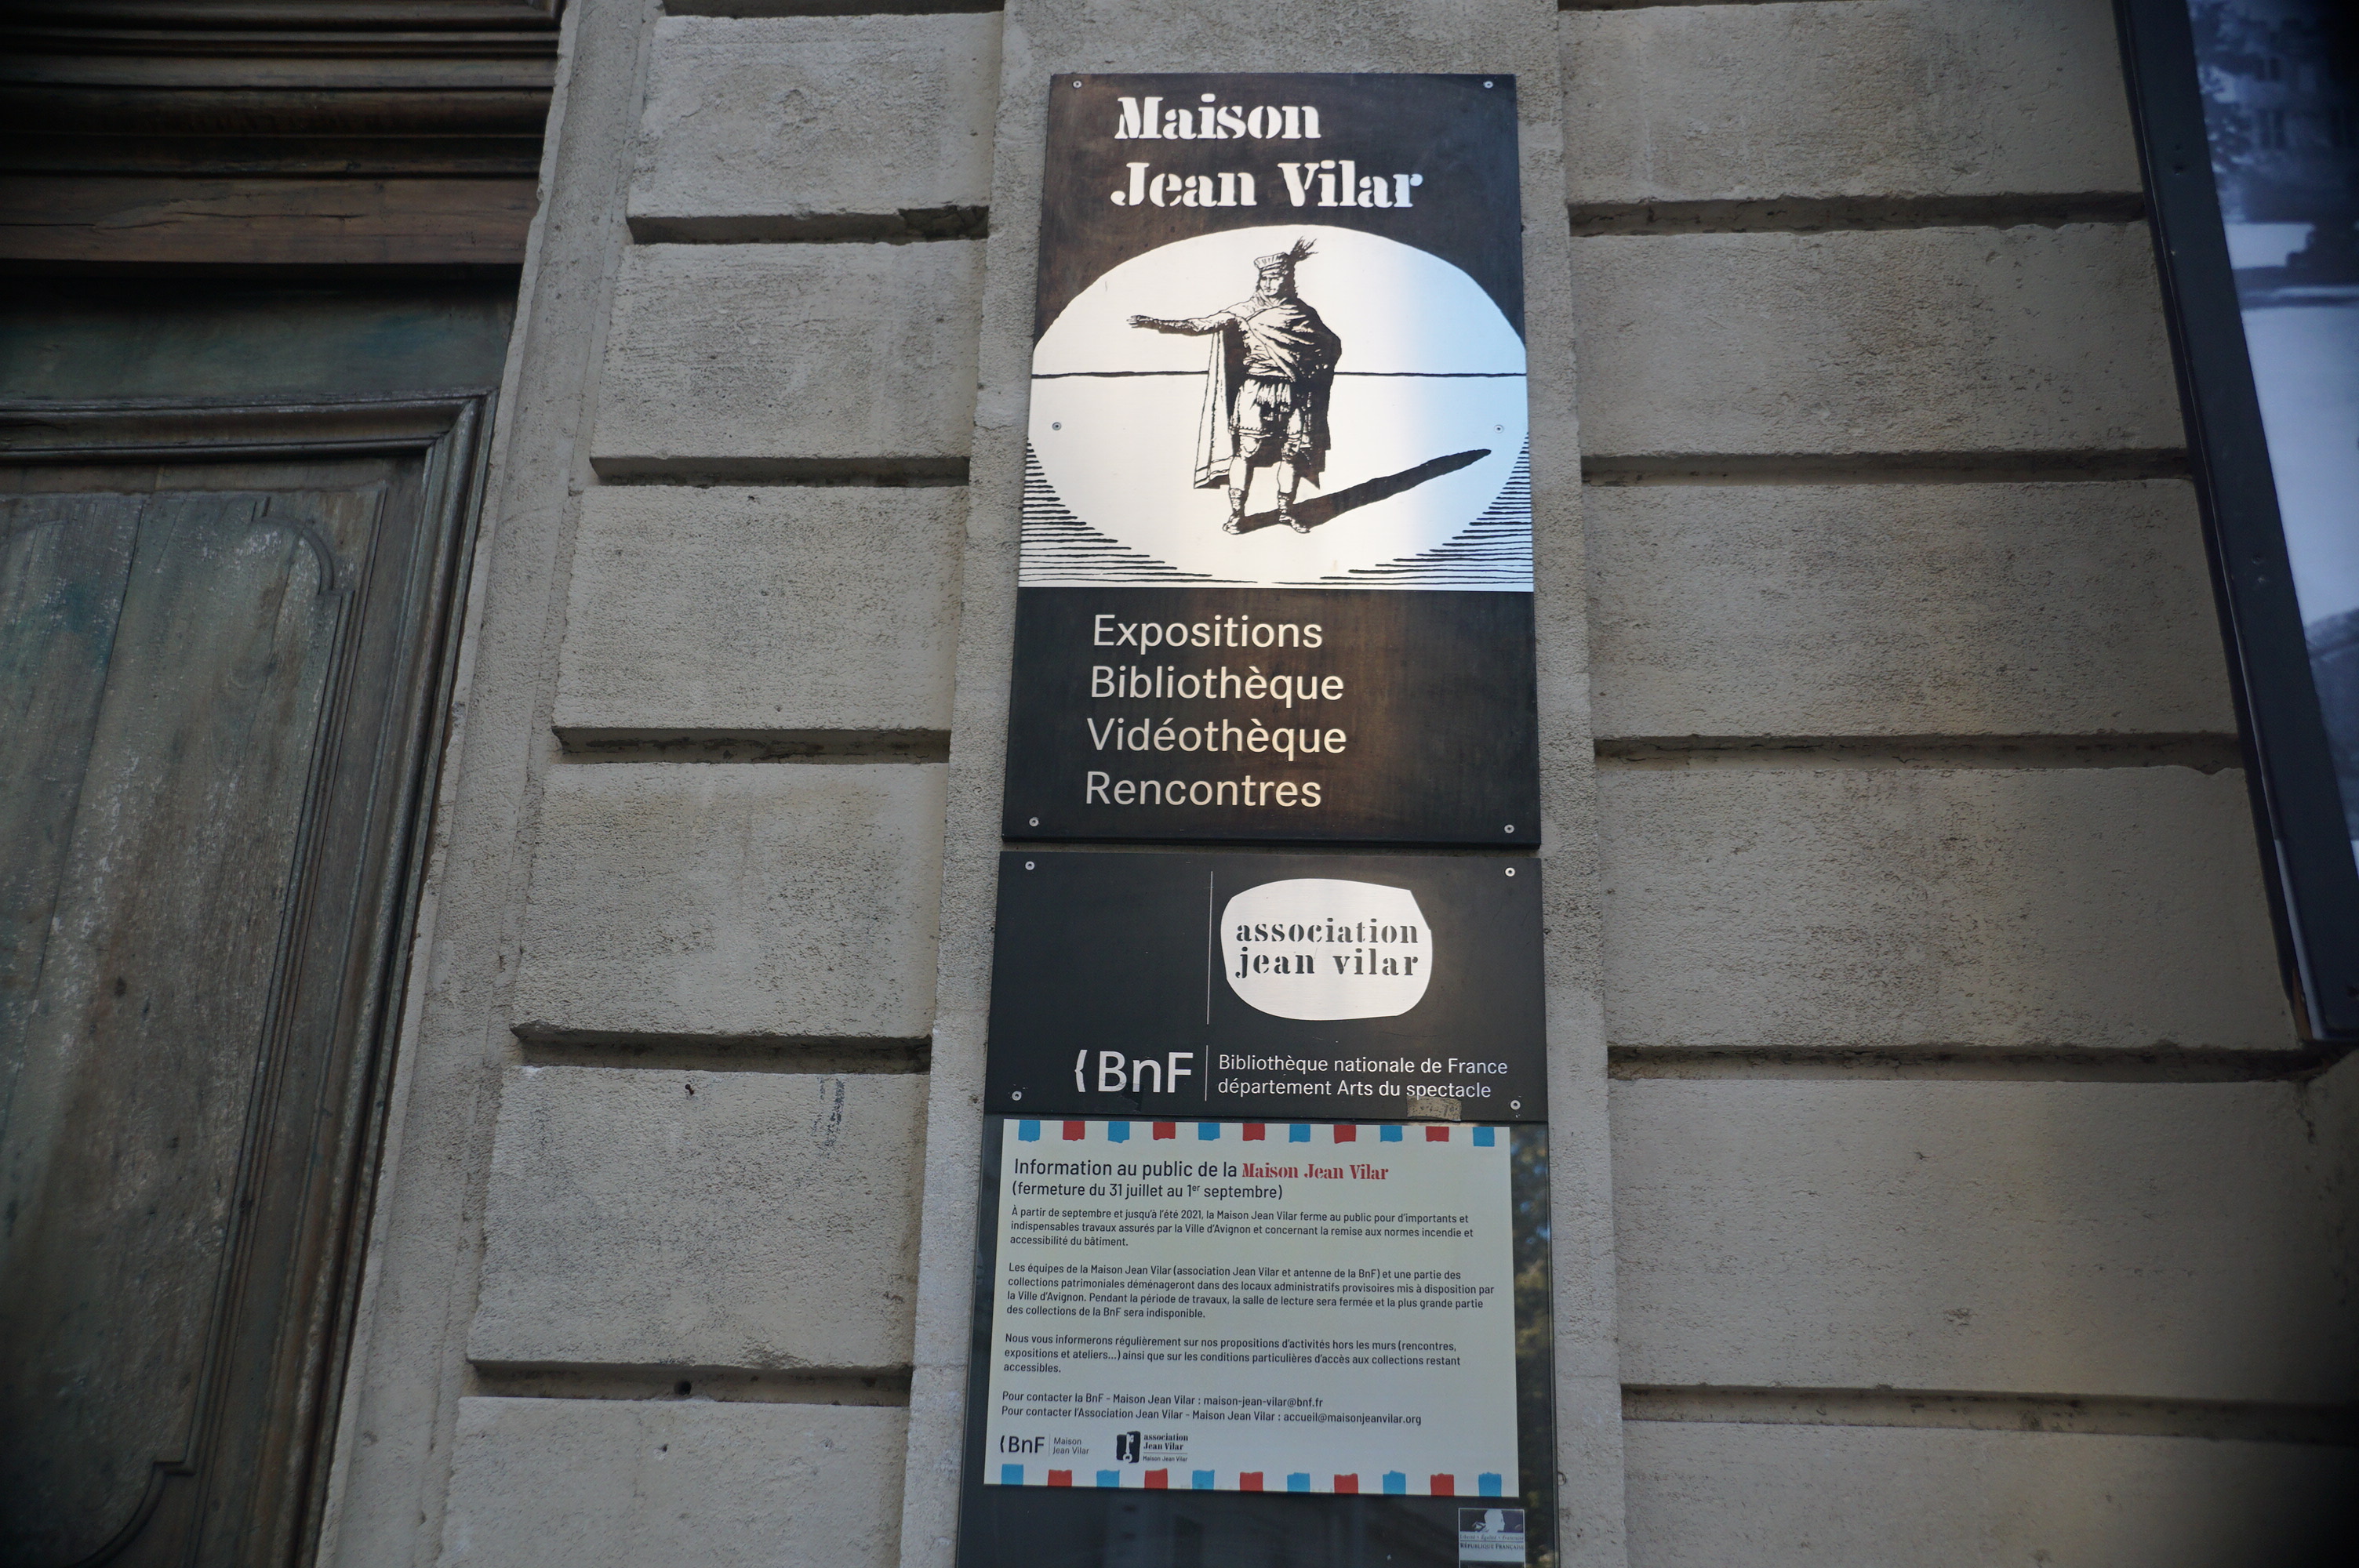 Maison
Jean Vilar
Expositions
Bibliothèque
Vidéothèque
Rencontres
association
jean vilar
BnF
Bibliothèque nationale de France
département Arts du spectacle
Information au public de la Maison Jean Vilar
(fermeture du 31 juillet au 1er septembre)
À partir de septembre et jusqu'à l'été 2021, la Maison Jean Vilar ferme au public pour d'importants et
indispensables travaux assurés par la Ville d'Avignon et concernant la remise aux normes incendie et
accessibilité du bâtiment.
Les équipes de la Maison Jean Vilar (association Jean Vilar et antenne de la BnF) et une partie des
collections patrimoniales déménageront dans des locaux administratifs provisoires mis à disposition par
la Ville d'Avignon. Pendant la période de travaux, la salle de lecture sera fermée et la plus grande partie
des collections de la BnF sera indisponible.
Nous vous informerons régulièrement sur nos propositions d'activités hors les murs (rencontres,
expositions et ateliers...) ainsi que sur les conditions particulières d'accès aux collections restant
accessibles.
Pour contacter la BnF - Maison Jean Vilar : maison-jean-vilar@bnf.fr
Pour contacter l'Association Jean Vilar - Maison Jean Vilar : accueil@maisonjeanvilar.org
BnF
Maison
Jean Vilar
association
Jean Vilar
Maison Jean Vilar
Liberté • Égalité • Fraternité
RÉPUBLIQUE FRANÇAISE